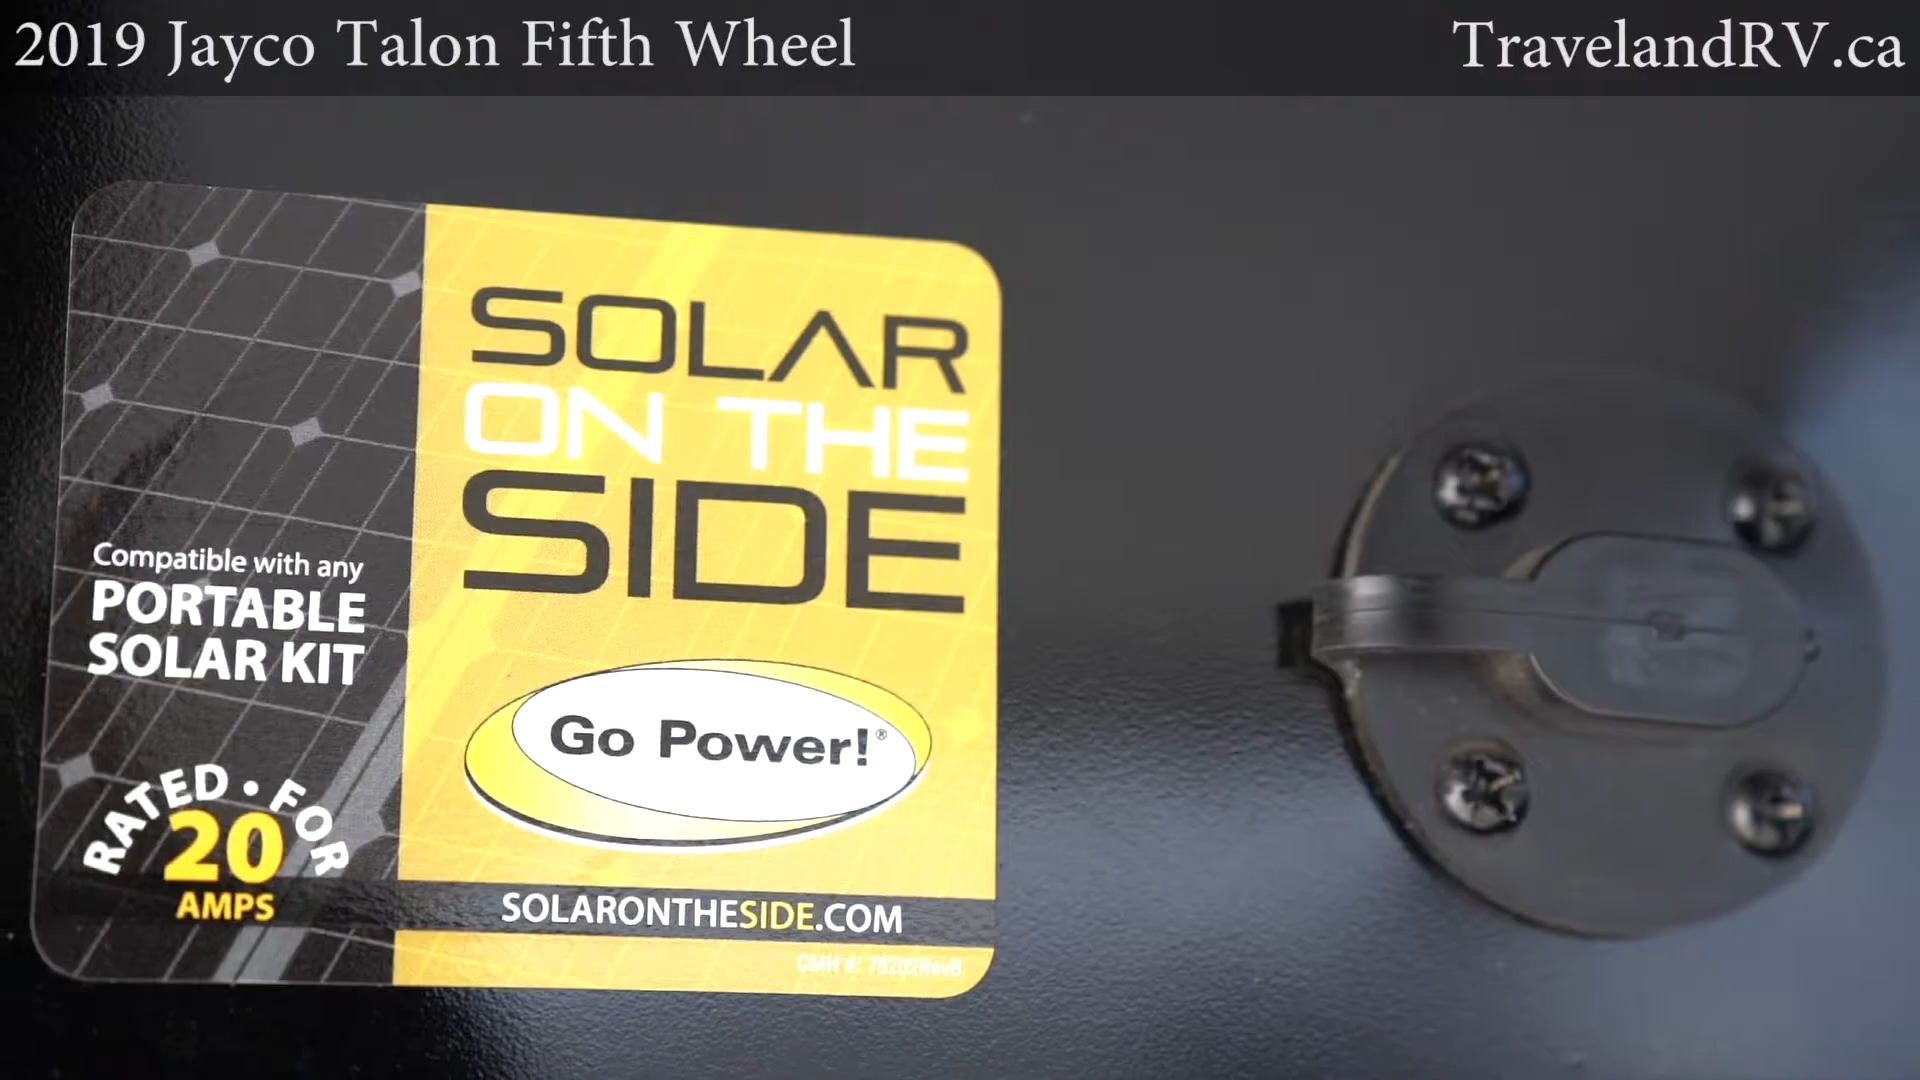 2019 Jayco Talon Fifth Wheel
TravelandRV.ca
SOLAR
ON THE
SIDE
Compatible with any
PORTABLE
SOLAR KIT
Go Power!®
RATED • FOR
20
AMPS
SOLARONTHESIDE.COM